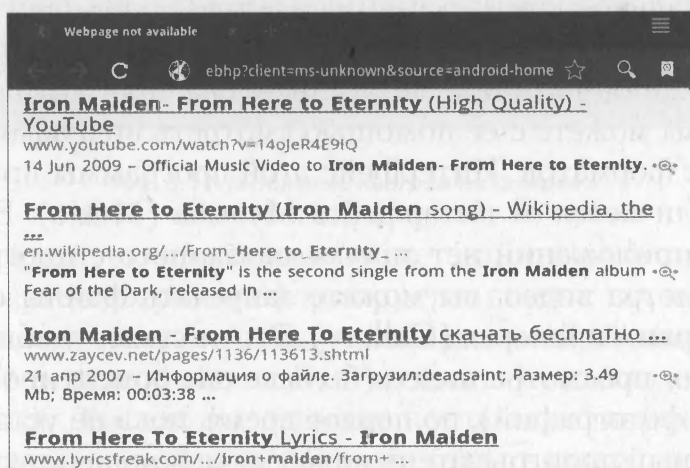 Webpage not available
ebhp?client=ms-unknown&source=android-home
Iron Maiden- From Here to Eternity (High Quality) -
YouTube
www.youtube.com/watch?v=14oJeR4E9IQ
14 Jun 2009 – Official Music Video to Iron Maiden- From Here to Eternity.
From Here to Eternity (Iron Maiden song) - Wikipedia, the
...
en.wikipedia.org/.../From_Here_to_Eternity...
"From Here to Eternity" is the second single from the Iron Maiden album
Fear of the Dark, released in ...
Iron Maiden - From Here To Eternity скачать бесплатно ...
www.zaycev.net/pages/1136/113613.shtml
21 апр 2007 – Информация о файле. Загрузил:deadsaint; Размер: 3.49
Mb; Время: 00:03:38 ...
From Here To Eternity Lyrics - Iron Maiden
www.lyricsfreak.com/.../iron+maiden/from+-...